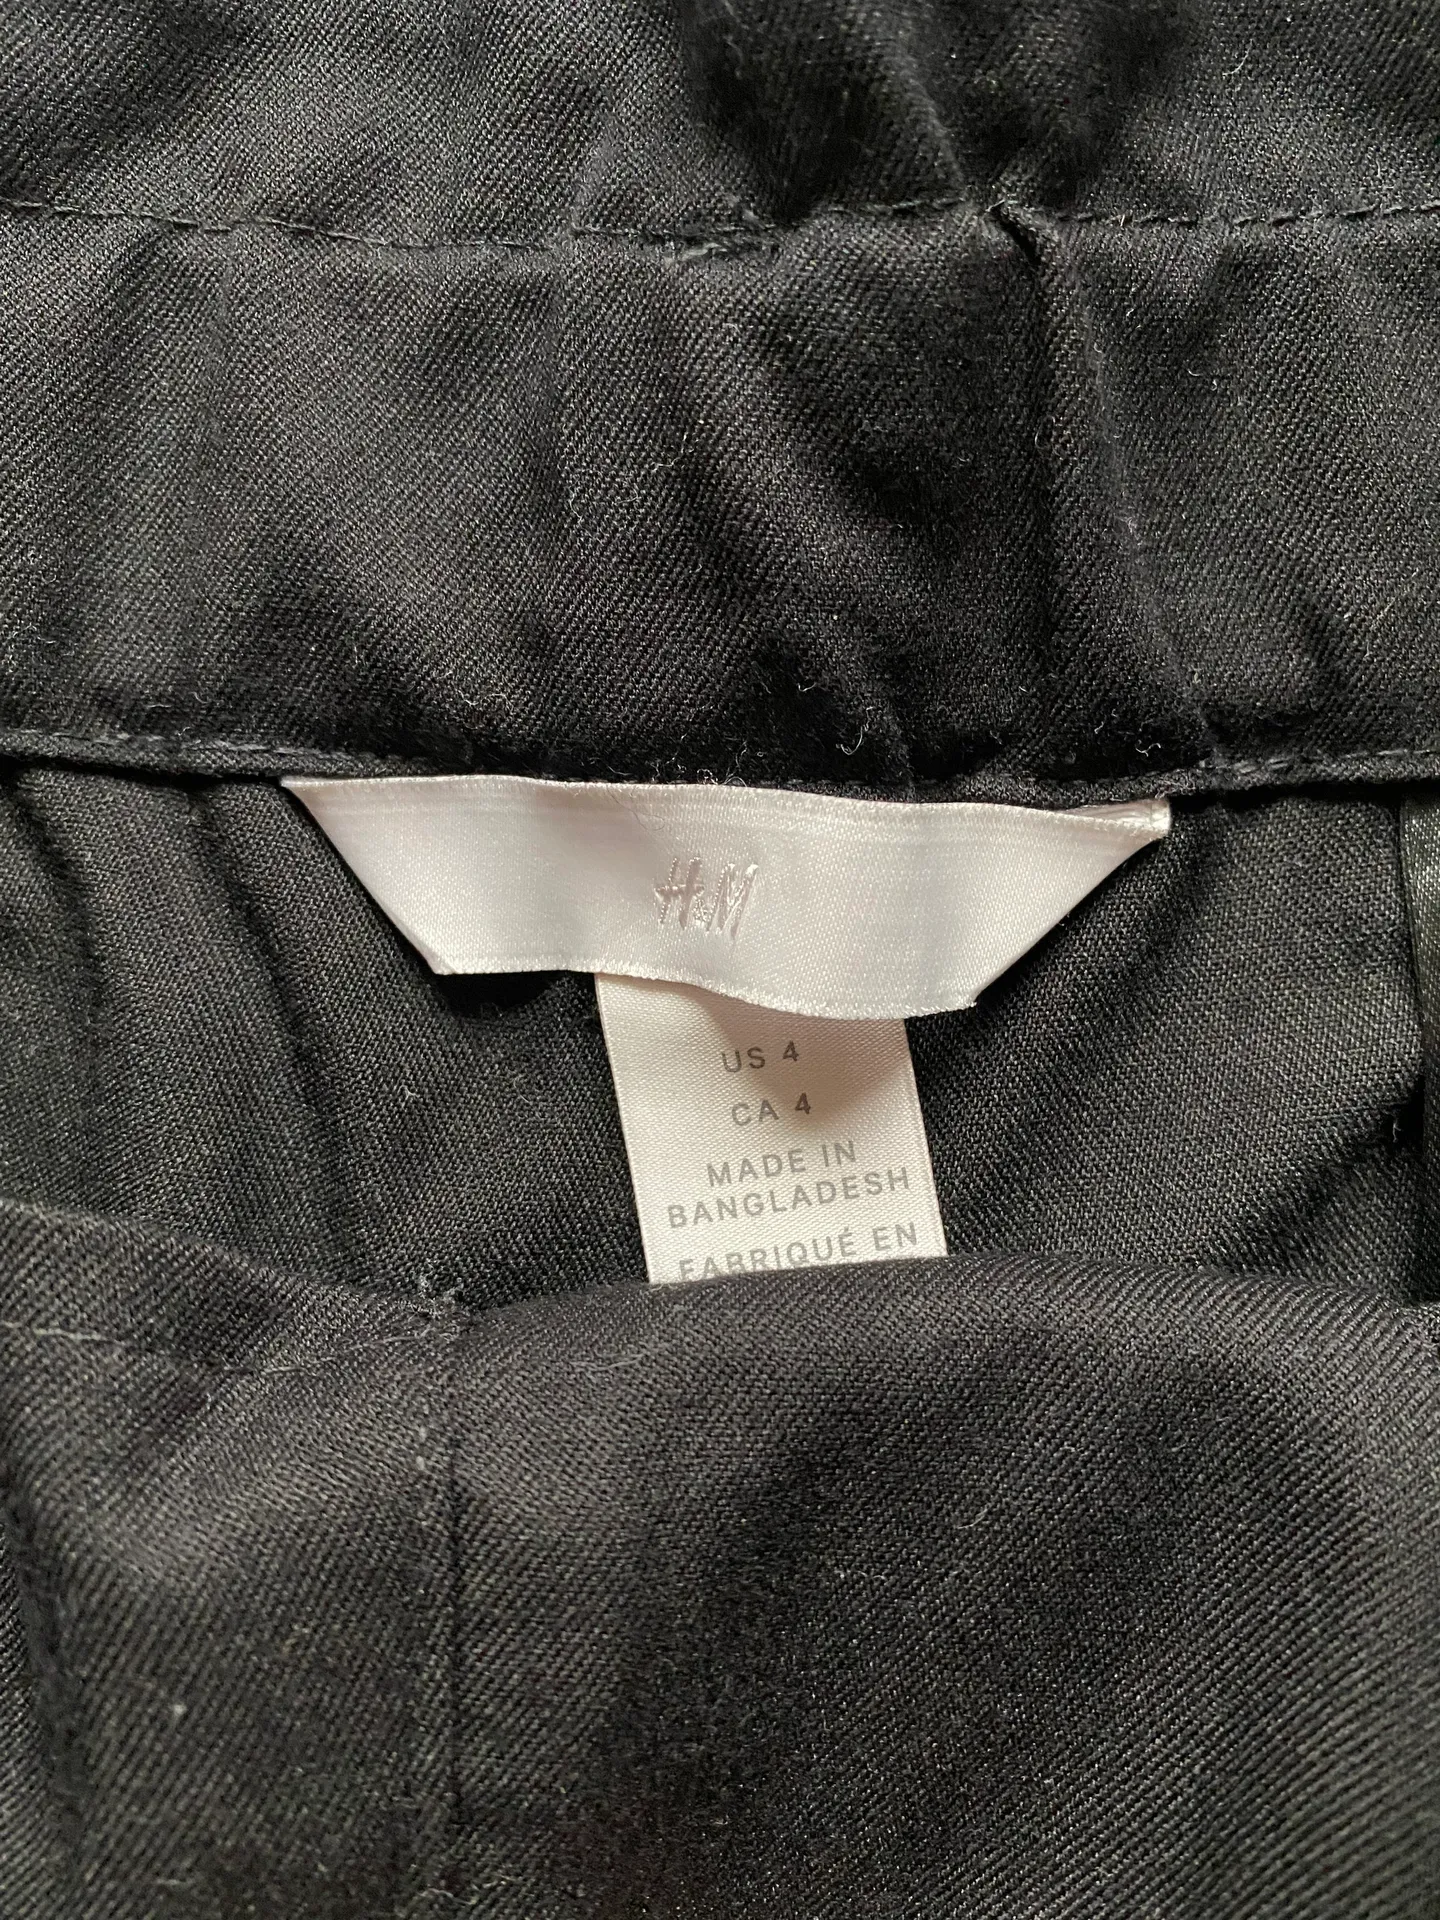 H&M
US 4
CA 4
MADE IN
BANGLADESH
FABRIQUÉ EN